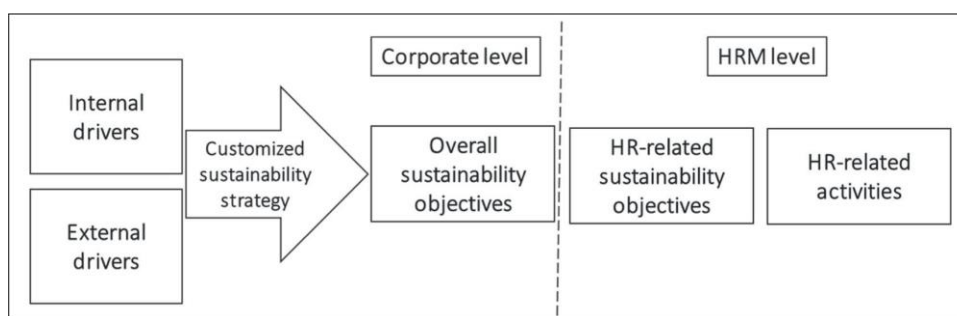 Corporate level
HRM level
Internal
drivers
External
drivers
Customized
sustainability
strategy
Overall
sustainability
objectives
HR-related
sustainability
objectives
HR-related
activities